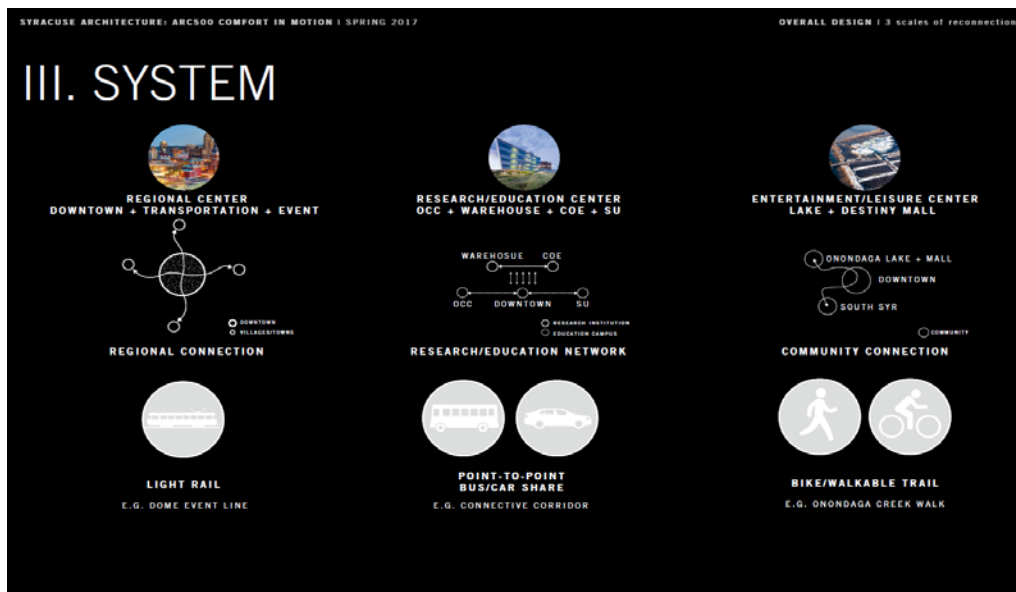 SYRACUSE ARCHITECTURE: ARC500 COMFORT IN MOTION | SPRING 2017
OVERALL DESIGN | 3 scales of reconnection
III. SYSTEM
REGIONAL CENTER
DOWNTOWN + TRANSPORTATION + EVENT
DOWNTOWN
VILLAGES/TOWNS
REGIONAL CONNECTION
LIGHT RAIL
E.G. DOME EVENT LINE
RESEARCH/EDUCATION CENTER
OCC + WAREHOUSE + COE + SU
WAREHOSUE COE
OCC DOWNTOWN SU
RESEARCH INSTITUTION
EDUCATION CAMPUS
RESEARCH/EDUCATION NETWORK
POINT-TO-POINT
BUS/CAR SHARE
E.G. CONNECTIVE CORRIDOR
ENTERTAINMENT/LEISURE CENTER
LAKE + DESTINY MALL
ONONDAGA LAKE + MALL
DOWNTOWN
SOUTH SYR
COMMUNITY
COMMUNITY CONNECTION
BIKE/WALKABLE TRAIL
E.G. ONONDAGA CREEK WALK